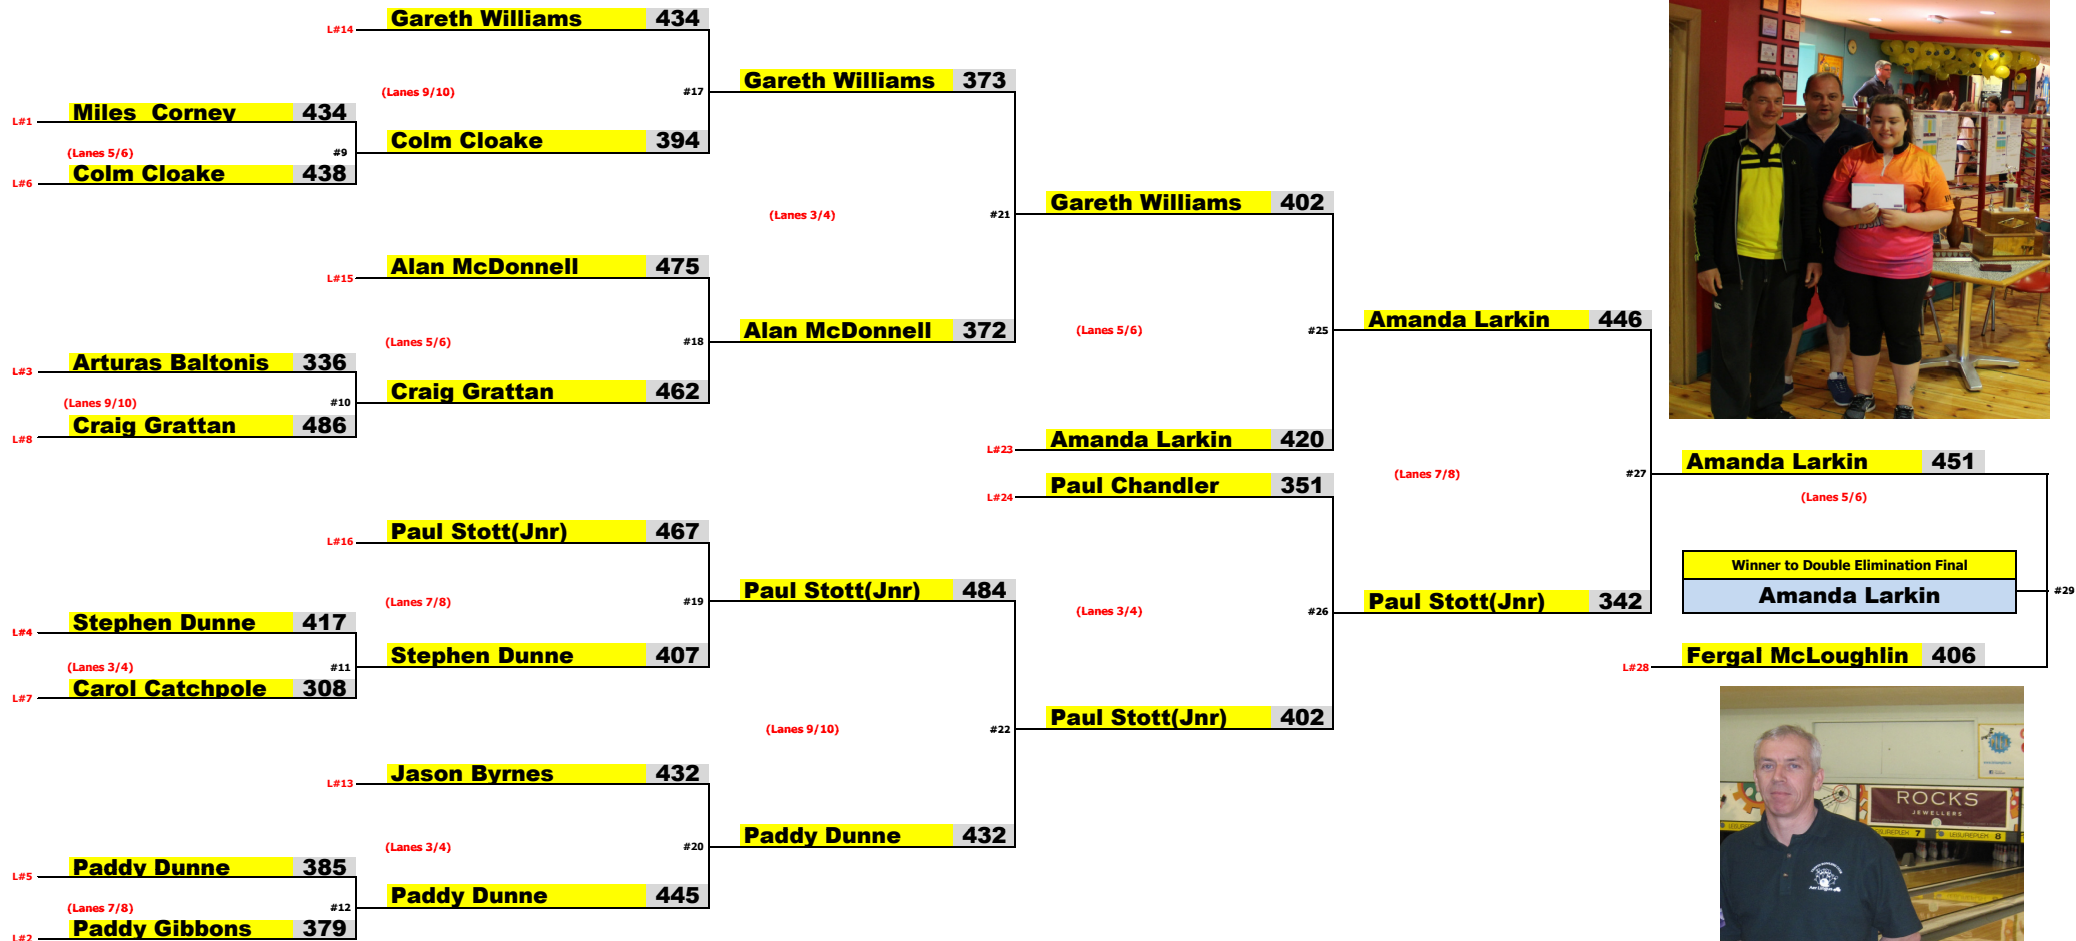 L#14
Gareth Williams 434
(Lanes 9/10) #17
Gareth Williams 373
L#1
Miles Corney 434
(Lanes 5/6) #9
Colm Cloake 394
L#6
Colm Cloake 438
(Lanes 3/4) #21
Gareth Williams 402
L#15
Alan McDonnell 475
(Lanes 5/6) #18
Alan McDonnell 372
L#3
Arturas Baltonis 336
(Lanes 9/10) #10
Craig Grattan 462
L#8
Craig Grattan 486
(Lanes 5/6) #25
Amanda Larkin 446
L#23
Amanda Larkin 420
L#24
Paul Chandler 351
(Lanes 7/8) #27
Amanda Larkin 451
(Lanes 5/6)
L#16
Paul Stott(Jnr) 467
(Lanes 7/8) #19
Paul Stott(Jnr) 484
L#4
Stephen Dunne 417
(Lanes 3/4) #11
Stephen Dunne 407
L#7
Carol Catchpole 308
(Lanes 3/4) #26
Paul Stott(Jnr) 342
Winner to Double Elimination Final
Amanda Larkin
#29
L#28
Fergal McLoughlin 406
(Lanes 9/10) #22
Paul Stott(Jnr) 402
L#13
Jason Byrnes 432
(Lanes 3/4) #20
Paddy Dunne 432
L#5
Paddy Dunne 385
(Lanes 7/8) #12
Paddy Dunne 445
L#2
Paddy Gibbons 379
ROCKS
JEWELLERS
LEISUREPLEX 7
LEISUREPLEX 8